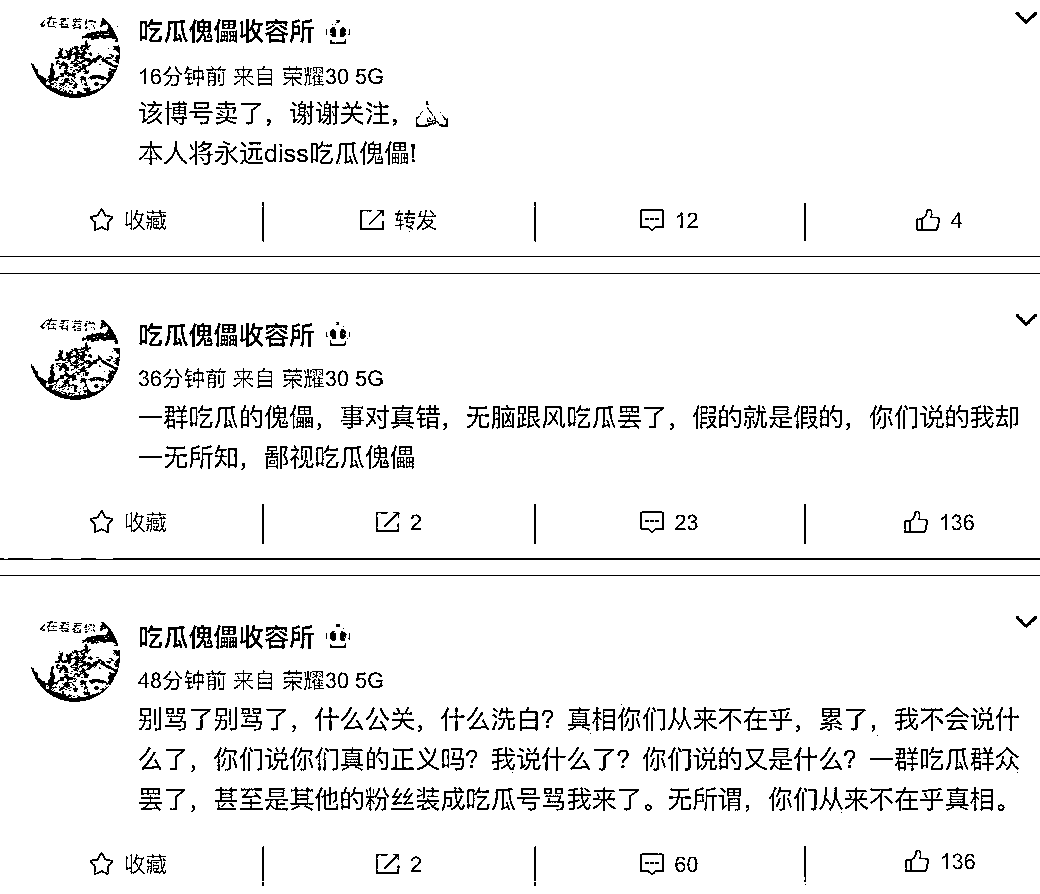 在看着你
吃瓜傀儡收容所
16分钟前 来自 荣耀30 5G
该博号卖了，谢谢关注，
本人将永远diss吃瓜傀儡!
收藏
转发
12
4
在看着你
吃瓜傀儡收容所
36分钟前 来自 荣耀30 5G
一群吃瓜的傀儡，事对真错，无脑跟风吃瓜罢了，假的就是假的，你们说的我却
一无所知，鄙视吃瓜傀儡
收藏
2
23
136
在看着你
吃瓜傀儡收容所
48分钟前 来自 荣耀30 5G
别骂了别骂了，什么公关，什么洗白？真相你们从来不在乎，累了，我不会说什
么了，你们说你们真的正义吗？我说什么了？你们说的又是什么？一群吃瓜群众
罢了，甚至是其他的粉丝装成吃瓜号骂我来了。无所谓，你们从来不在乎真相。
收藏
2
60
136